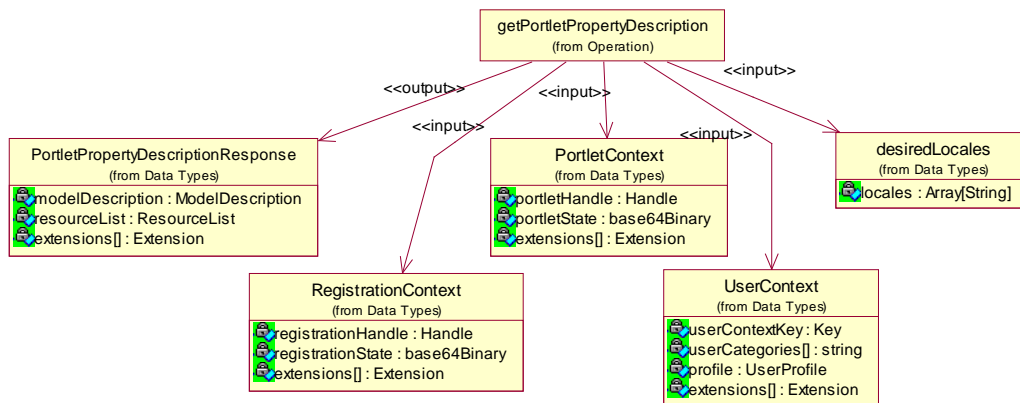 getPortletPropertyDescription
(from Operation)
<<output>>
<<input>>
<<input>>
<<input>>
<<input>>
PortletPropertyDescriptionResponse
(from Data Types)
modelDescription : ModelDescription
resourceList : ResourceList
extensions[] : Extension
PortletContext
(from Data Types)
portletHandle : Handle
portletState : base64Binary
extensions[] : Extension
desiredLocales
(from Data Types)
locales : Array[String]
RegistrationContext
(from Data Types)
registrationHandle : Handle
registrationState : base64Binary
extensions[] : Extension
UserContext
(from Data Types)
userContextKey : Key
userCategories[] : string
profile : UserProfile
extensions[] : Extension